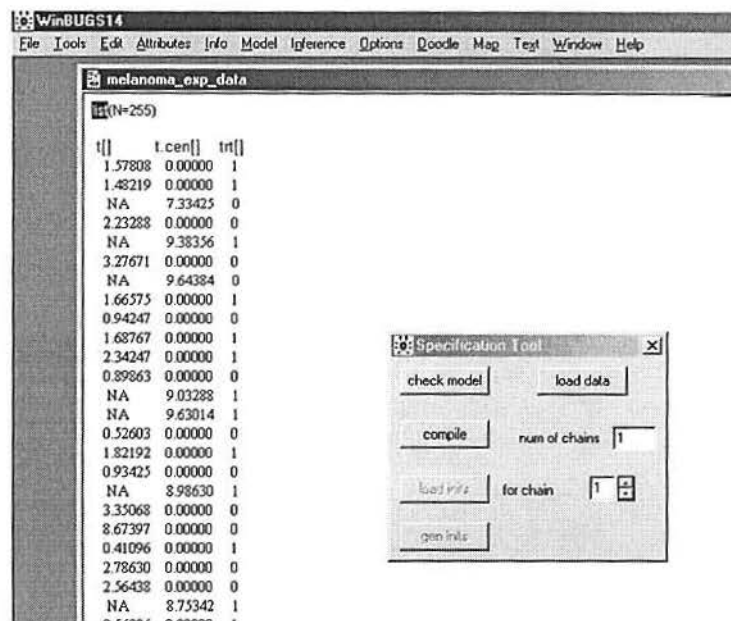 WinBUGS14
File Tools Edit Attributes Info Model Inference Options Doodle Map Text Window Help
melanoma_exp_data
list(N=255)
t[] t.cen[] trt[]
1.57808 0.00000 1
1.48219 0.00000 1
NA 7.33425 0
2.23288 0.00000 0
NA 9.38356 1
3.27671 0.00000 0
NA 9.64384 0
1.66575 0.00000 1
0.94247 0.00000 0
1.68767 0.00000 1
2.34247 0.00000 1
0.89863 0.00000 0
NA 9.03288 1
NA 9.63014 1
0.52603 0.00000 0
1.82192 0.00000 1
0.93425 0.00000 0
NA 8.98630 1
3.35068 0.00000 0
8.67397 0.00000 0
0.41096 0.00000 1
2.78630 0.00000 0
2.56438 0.00000 0
NA 8.75342 1
Specification Tool
check model load data
compile num of chains 1
load inits for chain 1
gen inits